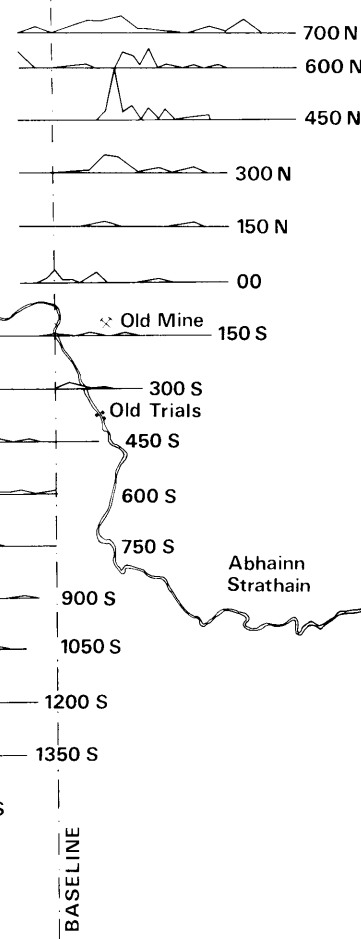 700 N
600 N
450 N
300 N
150 N
00
Old Mine
150 S
300 S
Old Trials
450 S
600 S
750 S
Abhainn
Strathain
900 S
1050 S
1200 S
1350 S
S
BASELINE